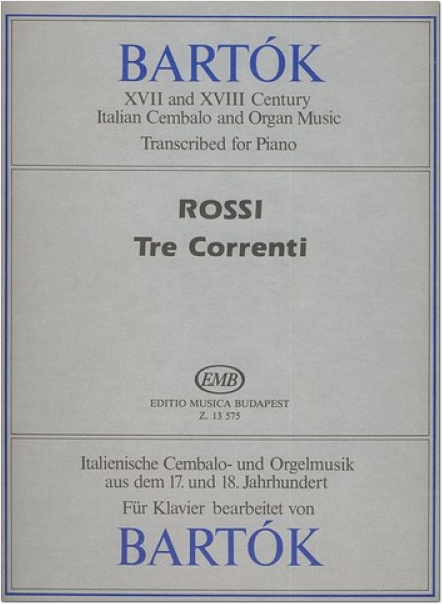 BARTÓK
XVII and XVIII Century
Italian Cembalo and Organ Music
Transcribed for Piano
ROSSI
Tre Correnti
EMB
EDITIO MUSICA BUDAPEST
Z. 13 575
Italienische Cembalo- und Orgelmusik
aus dem 17. und 18. Jahrhundert
Für Klavier bearbeitet von
BARTÓK